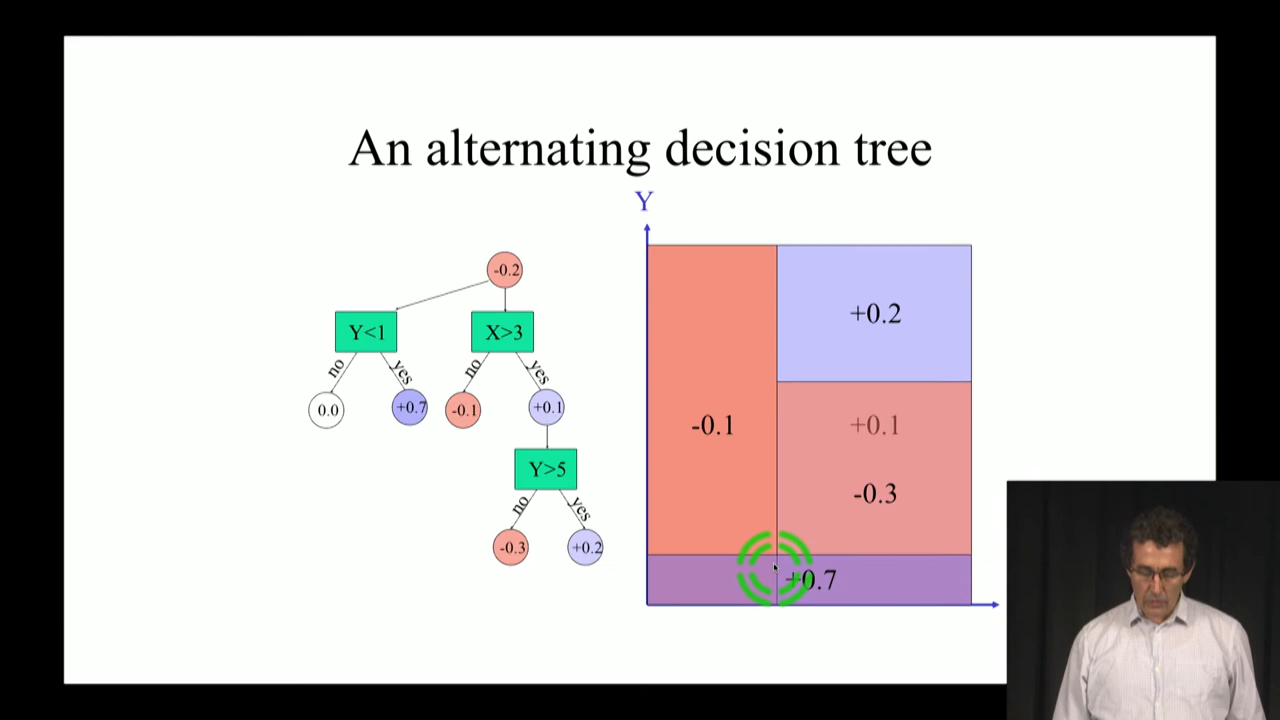 An alternating decision tree
Y
-0.2
Y<1
X>3
no
yes
no
yes
0.0
+0.7
-0.1
+0.1
Y>5
no
yes
-0.3
+0.2
+0.2
-0.1
+0.1
-0.3
+0.7